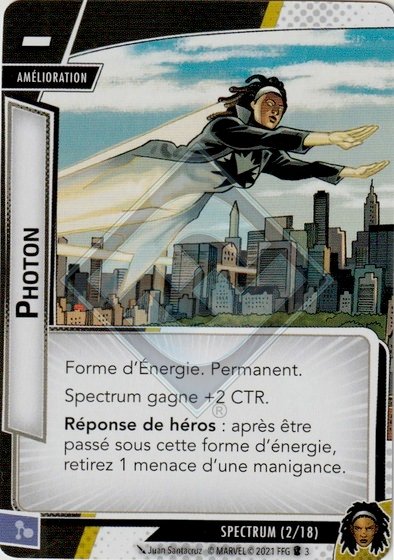 AMÉLIORATION
PHOTON
Forme d'Énergie. Permanent.
Spectrum gagne +2 CTR.
Réponse de héros : après être
passé sous cette forme d'énergie,
retirez 1 menace d'une manigance.
SPECTRUM (2/18)
Juan Santacruz © MARVEL © 2021 FFG 3